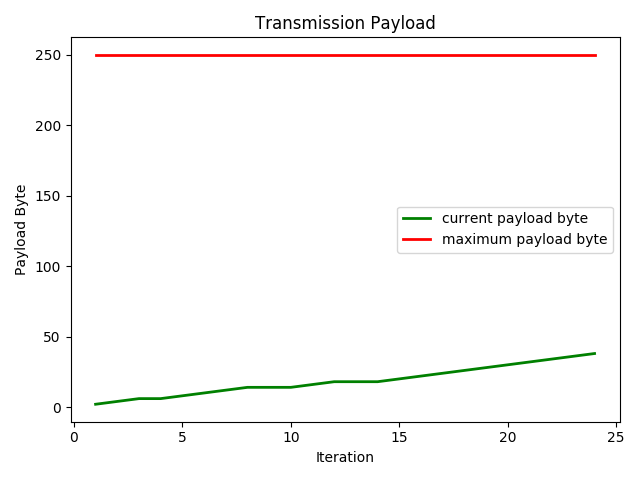 Transmission Payload
250
200
150
100
50
0
Payload Byte
current payload byte
maximum payload byte
0 5 10 15 20 25
Iteration